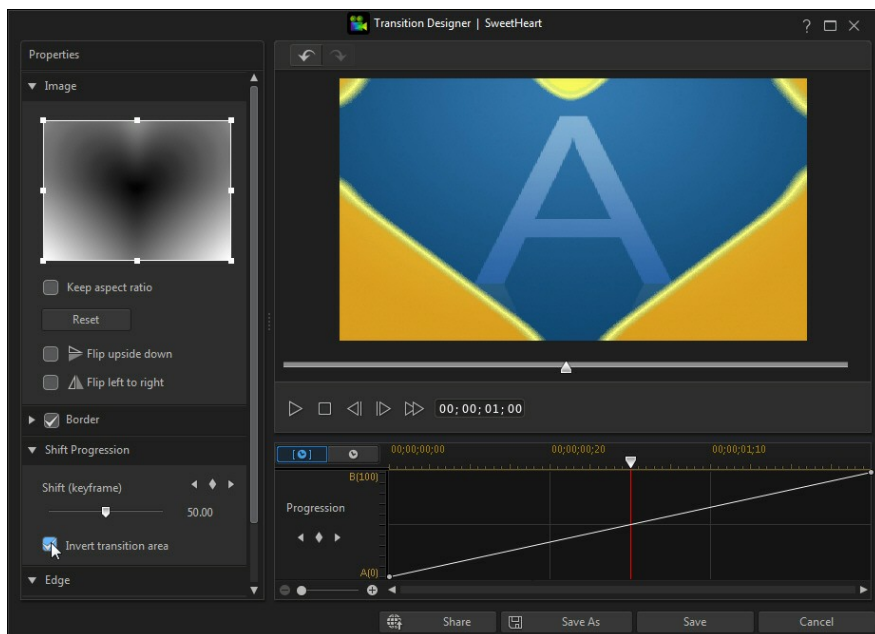 Transition Designer | SweetHeart
?
Properties
Image
Keep aspect ratio
Reset
Flip upside down
Flip left to right
Border
Shift Progression
Shift (keyframe)
50.00
Invert transition area
Edge
A
00;00;01;00
00;00;00;00
00;00;00;20
00;00;01;10
B(100)
Progression
A(0)
Share
Save As
Save
Cancel